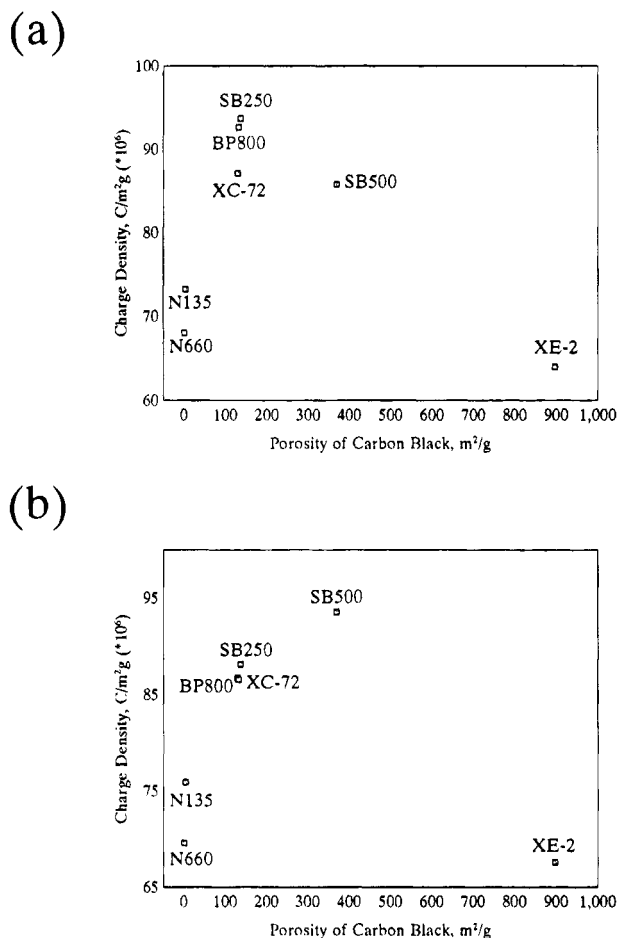 (a)
100
90
80
70
60
Charge Density, C/m²g (*10⁶)
SB250
BP800
XC-72
SB500
N135
N660
XE-2
0 100 200 300 400 500 600 700 800 900 1,000
Porosity of Carbon Black, m²/g
(b)
95
85
75
65
Charge Density, C/m²g (*10⁶)
SB500
SB250
BP800 XC-72
N135
N660
XE-2
0 100 200 300 400 500 600 700 800 900 1,000
Porosity of Carbon Black, m²/g